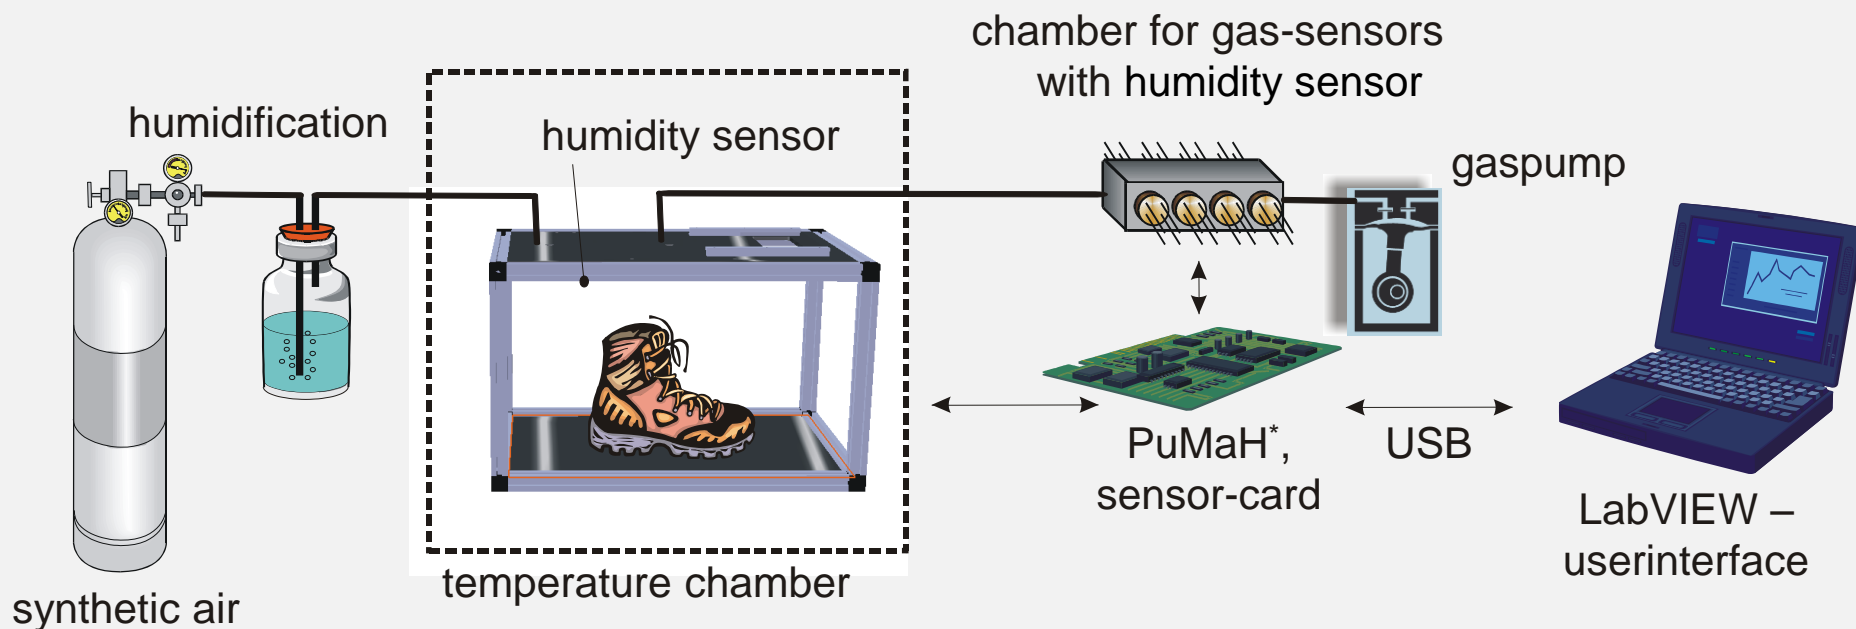 chamber for gas-sensors
with humidity sensor
humidification
humidity sensor
gaspump
PuMaH*,
sensor-card
USB
LabVIEW –
userinterface
temperature chamber
synthetic air